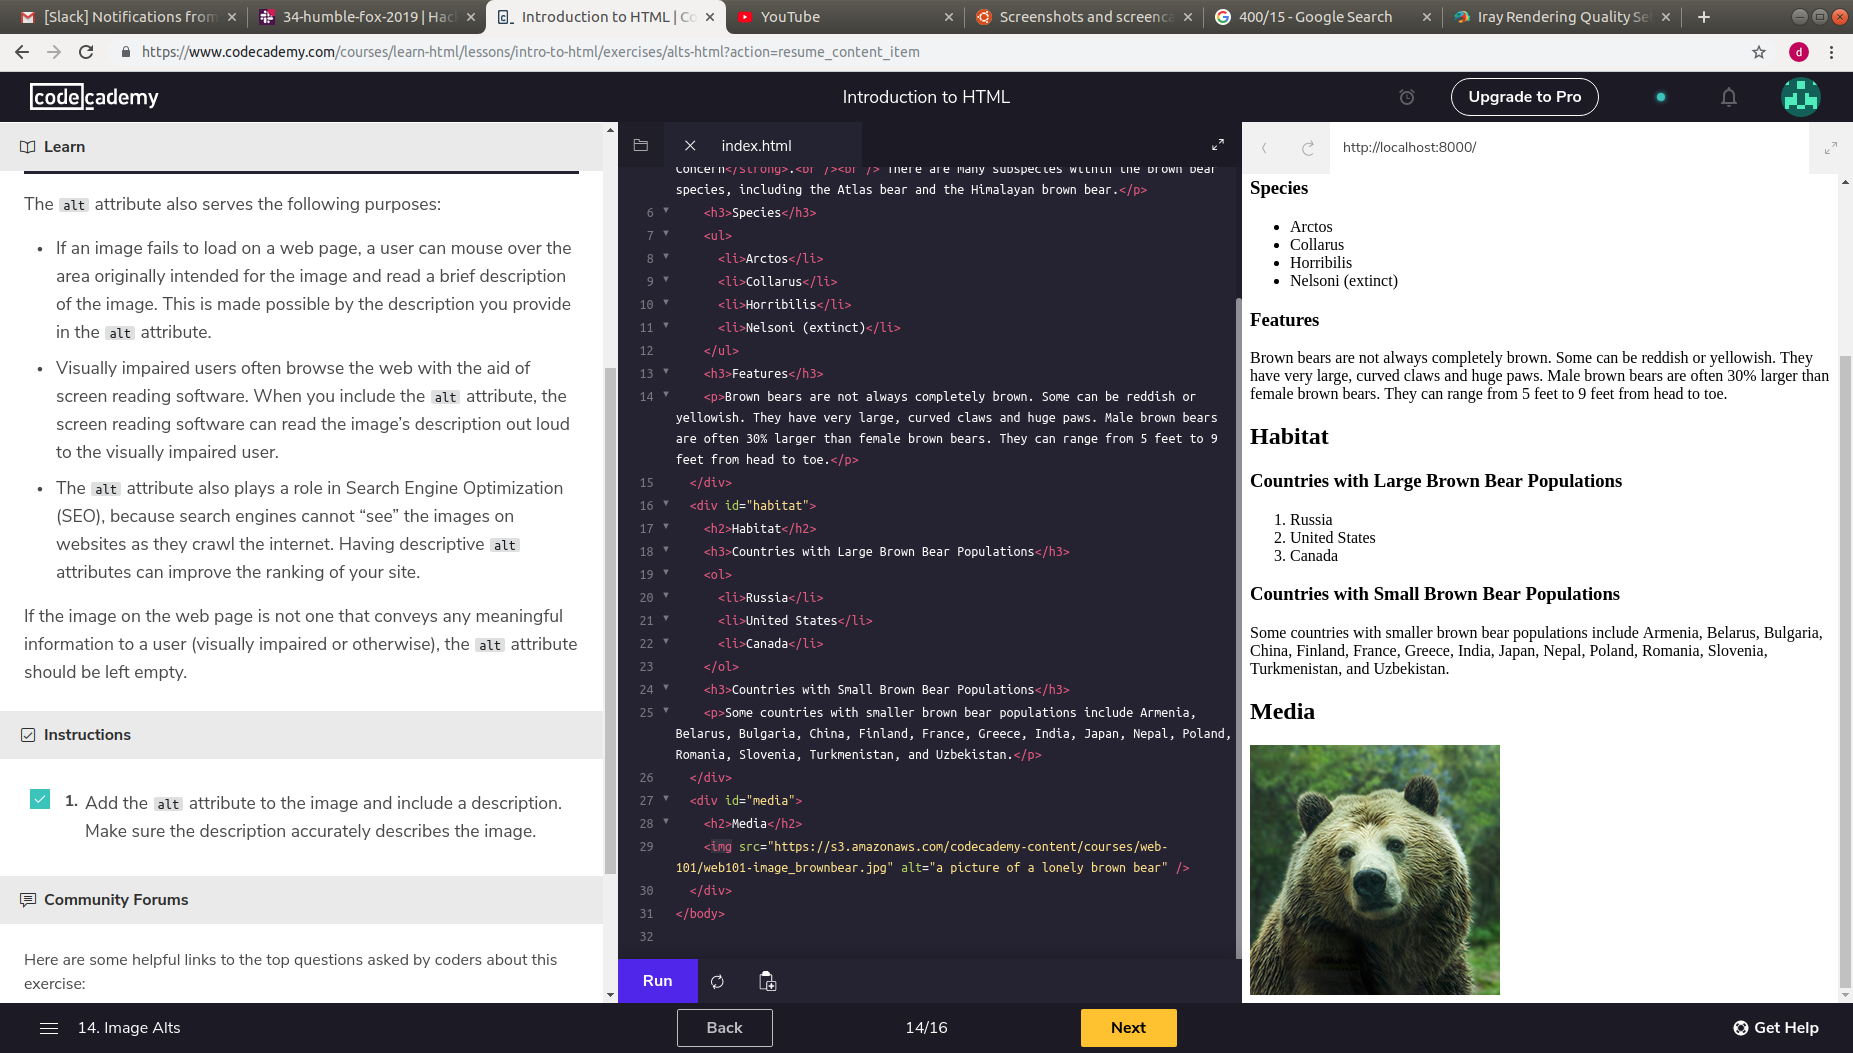 [Slack] Notifications from
34-humble-fox-2019 | Hac
Introduction to HTML | Co
YouTube
Screenshots and screenca
400/15 - Google Search
Iray Rendering Quality Se
https://www.codecademy.com/courses/learn-html/lessons/intro-to-html/exercises/alts-html?action=resume_content_item
d
codecademy
Introduction to HTML
Upgrade to Pro
Learn
The alt attribute also serves the following purposes:
• If an image fails to load on a web page, a user can mouse over the
area originally intended for the image and read a brief description
of the image. This is made possible by the description you provide
in the alt attribute.
• Visually impaired users often browse the web with the aid of
screen reading software. When you include the alt attribute, the
screen reading software can read the image’s description out loud
to the visually impaired user.
• The alt attribute also plays a role in Search Engine Optimization
(SEO), because search engines cannot “see” the images on
websites as they crawl the internet. Having descriptive alt
attributes can improve the ranking of your site.
If the image on the web page is not one that conveys any meaningful
information to a user (visually impaired or otherwise), the alt attribute
should be left empty.
Instructions
1. Add the alt attribute to the image and include a description.
Make sure the description accurately describes the image.
Community Forums
Here are some helpful links to the top questions asked by coders about this
exercise:
index.html
Concern</strong>.<br /><br /> There are many subspecies within the brown bear
species, including the Atlas bear and the Himalayan brown bear.</p>
6 <h3>Species</h3>
7 <ul>
8 <li>Arctos</li>
9 <li>Collarus</li>
10 <li>Horribilis</li>
11 <li>Nelsoni (extinct)</li>
12 </ul>
13 <h3>Features</h3>
14 <p>Brown bears are not always completely brown. Some can be reddish or
yellowish. They have very large, curved claws and huge paws. Male brown bears
are often 30% larger than female brown bears. They can range from 5 feet to 9
feet from head to toe.</p>
15 </div>
16 <div id="habitat">
17 <h2>Habitat</h2>
18 <h3>Countries with Large Brown Bear Populations</h3>
19 <ol>
20 <li>Russia</li>
21 <li>United States</li>
22 <li>Canada</li>
23 </ol>
24 <h3>Countries with Small Brown Bear Populations</h3>
25 <p>Some countries with smaller brown bear populations include Armenia,
Belarus, Bulgaria, China, Finland, France, Greece, India, Japan, Nepal, Poland,
Romania, Slovenia, Turkmenistan, and Uzbekistan.</p>
26 </div>
27 <div id="media">
28 <h2>Media</h2>
29 <img src="https://s3.amazonaws.com/codecademy-content/courses/web-
101/web101-image_brownbear.jpg" alt="a picture of a lonely brown bear" />
30 </div>
31 </body>
32
Run
http://localhost:8000/
Species
• Arctos
• Collarus
• Horribilis
• Nelsoni (extinct)
Features
Brown bears are not always completely brown. Some can be reddish or yellowish. They
have very large, curved claws and huge paws. Male brown bears are often 30% larger than
female brown bears. They can range from 5 feet to 9 feet from head to toe.
Habitat
Countries with Large Brown Bear Populations
1. Russia
2. United States
3. Canada
Countries with Small Brown Bear Populations
Some countries with smaller brown bear populations include Armenia, Belarus, Bulgaria,
China, Finland, France, Greece, India, Japan, Nepal, Poland, Romania, Slovenia,
Turkmenistan, and Uzbekistan.
Media
14. Image Alts
Back
14/16
Next
Get Help